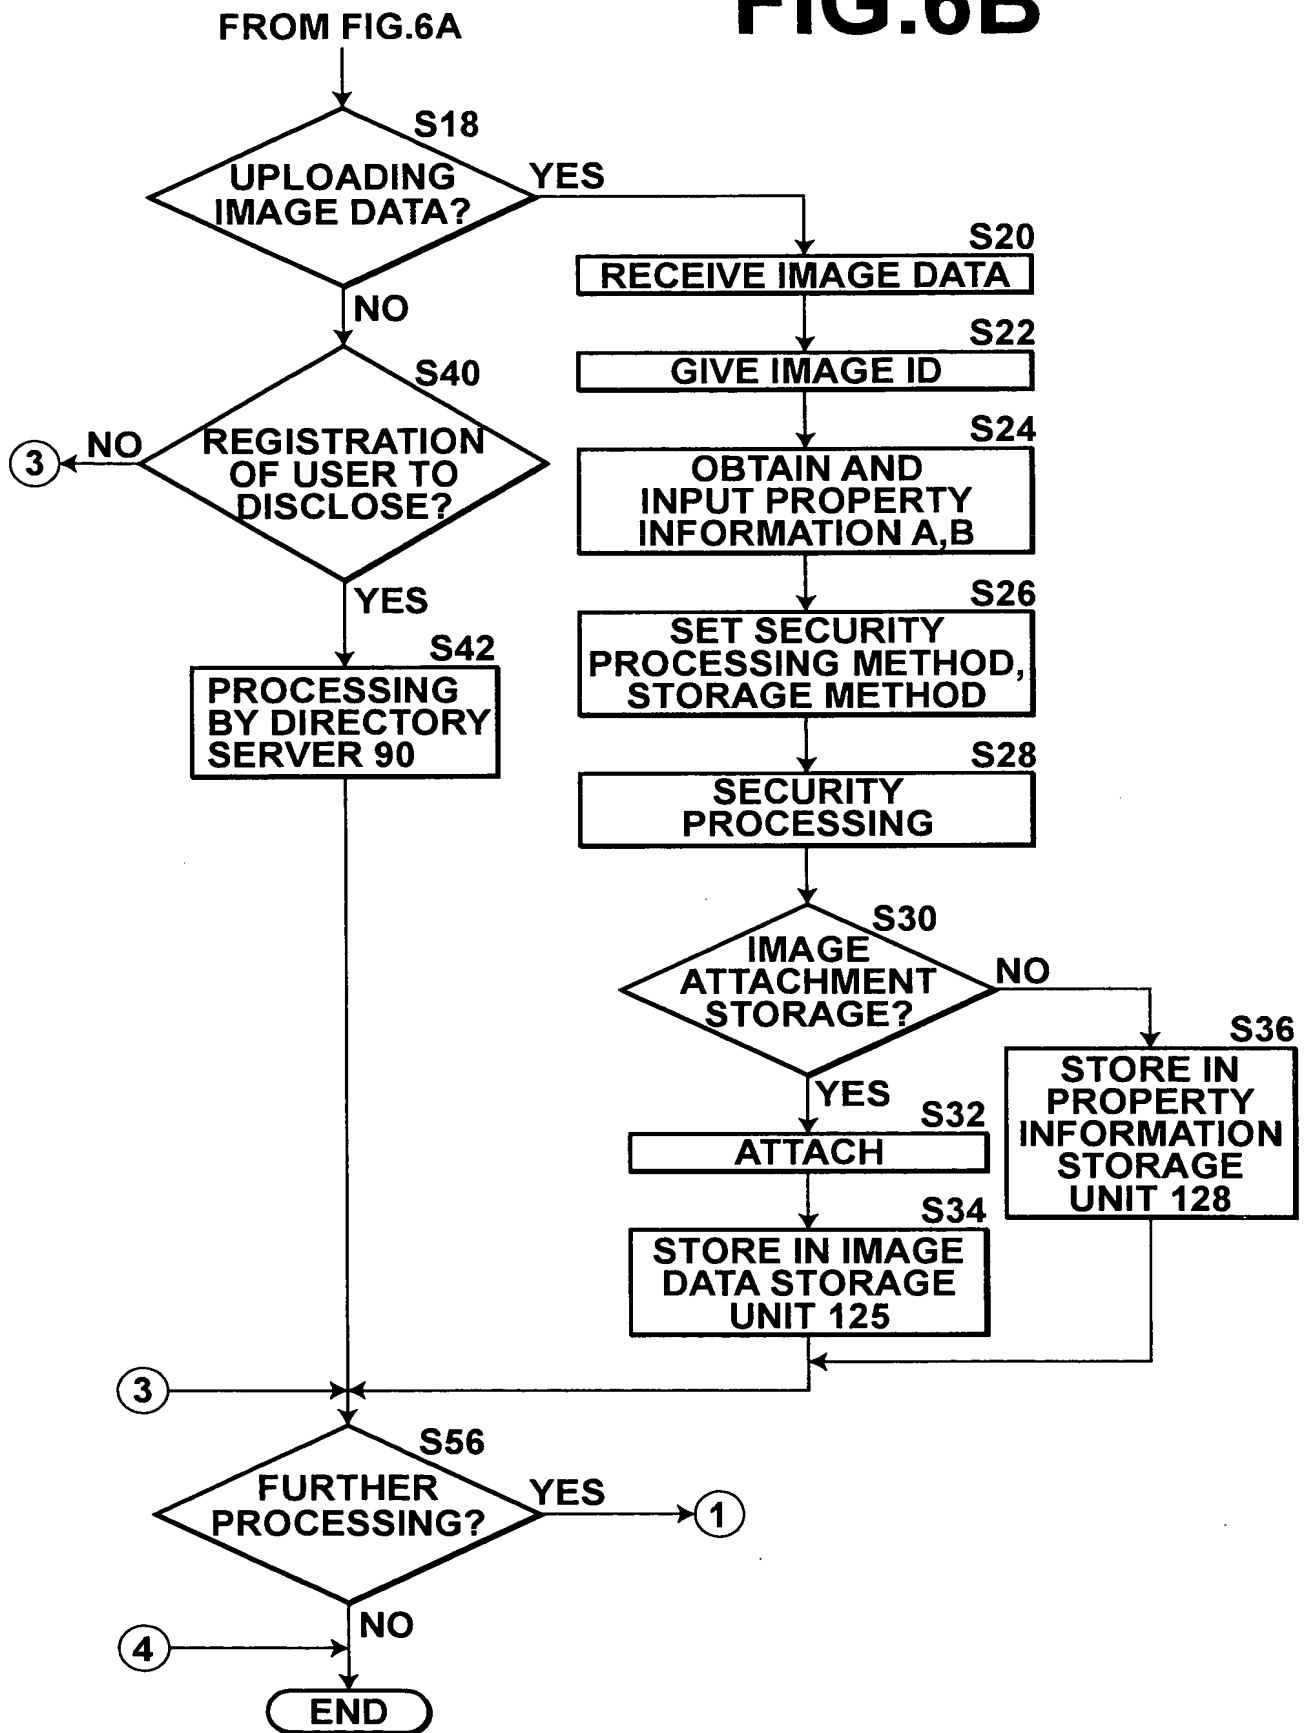 FIG.6B
FROM FIG.6A
S18
UPLOADING
IMAGE DATA?
YES
NO
S20
RECEIVE IMAGE DATA
S22
GIVE IMAGE ID
S24
OBTAIN AND
INPUT PROPERTY
INFORMATION A,B
S26
SET SECURITY
PROCESSING METHOD,
STORAGE METHOD
S28
SECURITY
PROCESSING
S30
IMAGE
ATTACHMENT
STORAGE?
NO
YES
S36
STORE IN
PROPERTY
INFORMATION
STORAGE
UNIT 128
S32
ATTACH
S34
STORE IN IMAGE
DATA STORAGE
UNIT 125
S40
REGISTRATION
OF USER TO
DISCLOSE?
NO
3
YES
S42
PROCESSING
BY DIRECTORY
SERVER 90
3
S56
FURTHER
PROCESSING?
YES
1
NO
4
END